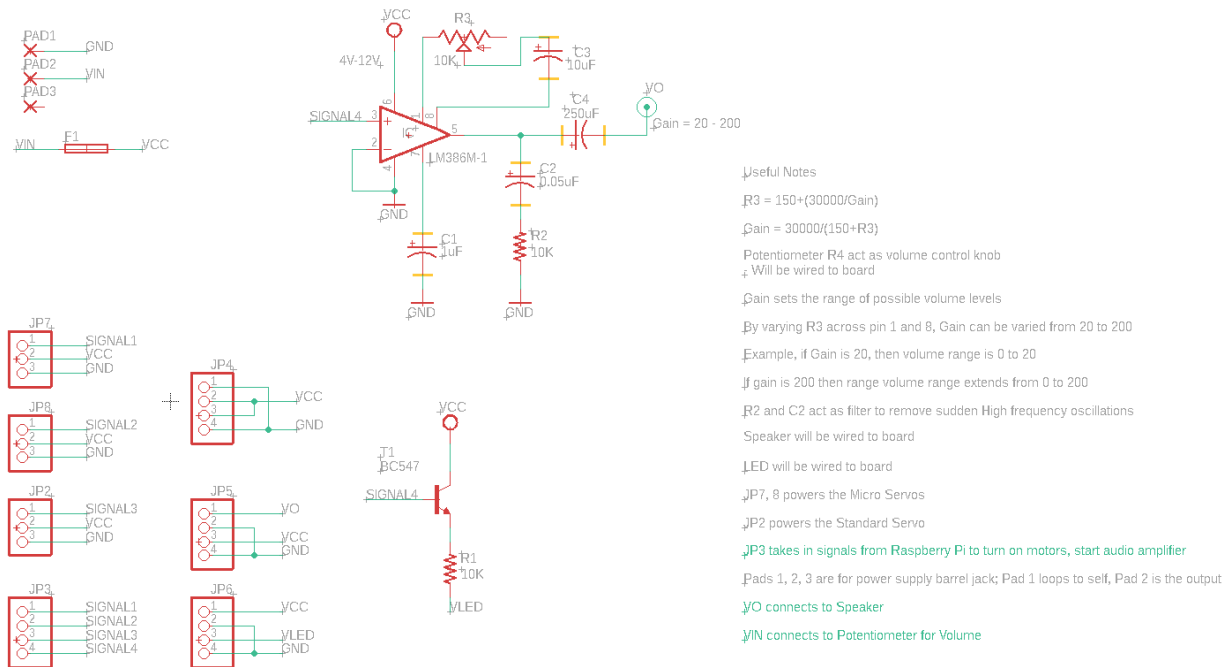 PAD1
GND
PAD2
VIN
PAD3
VIN
F1
VCC
VCC
4V-12V
R3
10K
C3
10uF
SIGNAL4
3
6
1
8
2
4
7
5
IC
LM386M-1
C4
250uF
VO
Gain = 20 - 200
C2
0.05uF
GND
C1
1uF
R2
10K
GND
GND
Useful Notes
R3 = 150+(30000/Gain)
Gain = 30000/(150+R3)
Potentiometer R4 act as volume control knob
- Will be wired to board
Gain sets the range of possible volume levels
By varying R3 across pin 1 and 8, Gain can be varied from 20 to 200
Example, if Gain is 20, then volume range is 0 to 20
If gain is 200 then range volume range extends from 0 to 200
R2 and C2 act as filter to remove sudden High frequency oscillations
Speaker will be wired to board
LED will be wired to board
JP7, 8 powers the Micro Servos
JP2 powers the Standard Servo
JP3 takes in signals from Raspberry Pi to turn on motors, start audio amplifier
Pads 1, 2, 3 are for power supply barrel jack; Pad 1 loops to self, Pad 2 is the output
VO connects to Speaker
VIN connects to Potentiometer for Volume
JP7
1 SIGNAL1
2 VCC
3 GND
JP8
1 SIGNAL2
2 VCC
3 GND
JP2
1 SIGNAL3
2 VCC
3 GND
JP3
1 SIGNAL1
2 SIGNAL2
3 SIGNAL3
4 SIGNAL4
JP4
1
2 VCC
3
4 GND
JP5
1 VO
2
3 VCC
4 GND
JP6
1 VCC
2
3 VLED
4 GND
VCC
T1
BC547
SIGNAL4
R1
10K
VLED